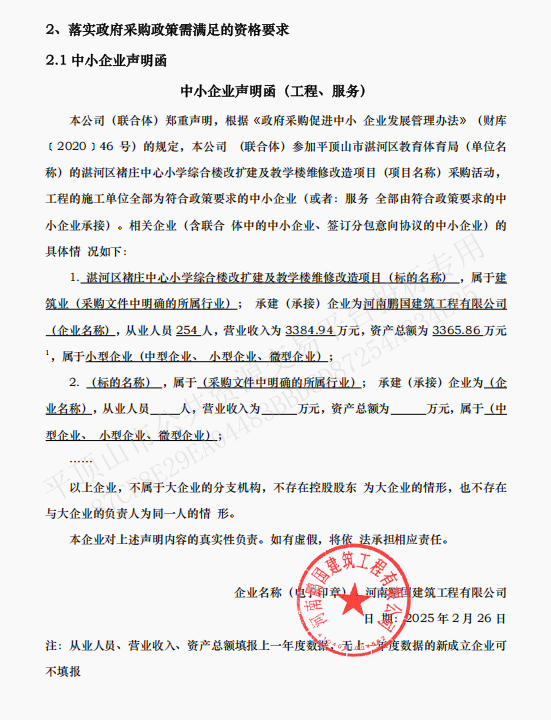 2、落实政府采购政策需满足的资格要求
2.1 中小企业声明函
中小企业声明函（工程、服务）
本公司（联合体）郑重声明，根据《政府采购促进中小 企业发展管理办法》（财库
﹝2020﹞46 号）的规定，本公司 （联合体）参加平顶山市湛河区教育体育局（单位名
称）的湛河区褚庄中心小学综合楼改扩建及教学楼维修改造项目（项目名称）采购活动，
工程的施工单位全部为符合政策要求的中小企业（或者：服务 全部由符合政策要求的中
小企业承接）。相关企业（含联合 体中的中小企业、签订分包意向协议的中小企业）的
具体情 况如下：
1. 湛河区褚庄中心小学综合楼改扩建及教学楼维修改造项目（标的名称） ，属于建
筑业（采购文件中明确的所属行业）； 承建（承接）企业为河南鹏国建筑工程有限公司
（企业名称），从业人员 254 人，营业收入为 3384.94 万元，资产总额为 3365.86 万元
1，属于小型企业（中型企业、 小型企业、微型企业）；
2. （标的名称） ，属于（采购文件中明确的所属行业）； 承建（承接）企业为（企
业名称），从业人员____人，营业收入为_____万元，资产总额为_____万元，属于（中
型企业、 小型企业、微型企业）；
……
以上企业，不属于大企业的分支机构，不存在控股股东 为大企业的情形，也不存在
与大企业的负责人为同一人的情 形。
本企业对上述声明内容的真实性负责。如有虚假，将依 法承担相应责任。
企业名称（电子印章）：河南鹏国建筑工程有限公司
日 期：2025 年 2 月 26 日
河南鹏国建筑工程有限公司
注：从业人员、营业收入、资产总额填报上一年度数据，无上一年度数据的新成立企业可
不填报